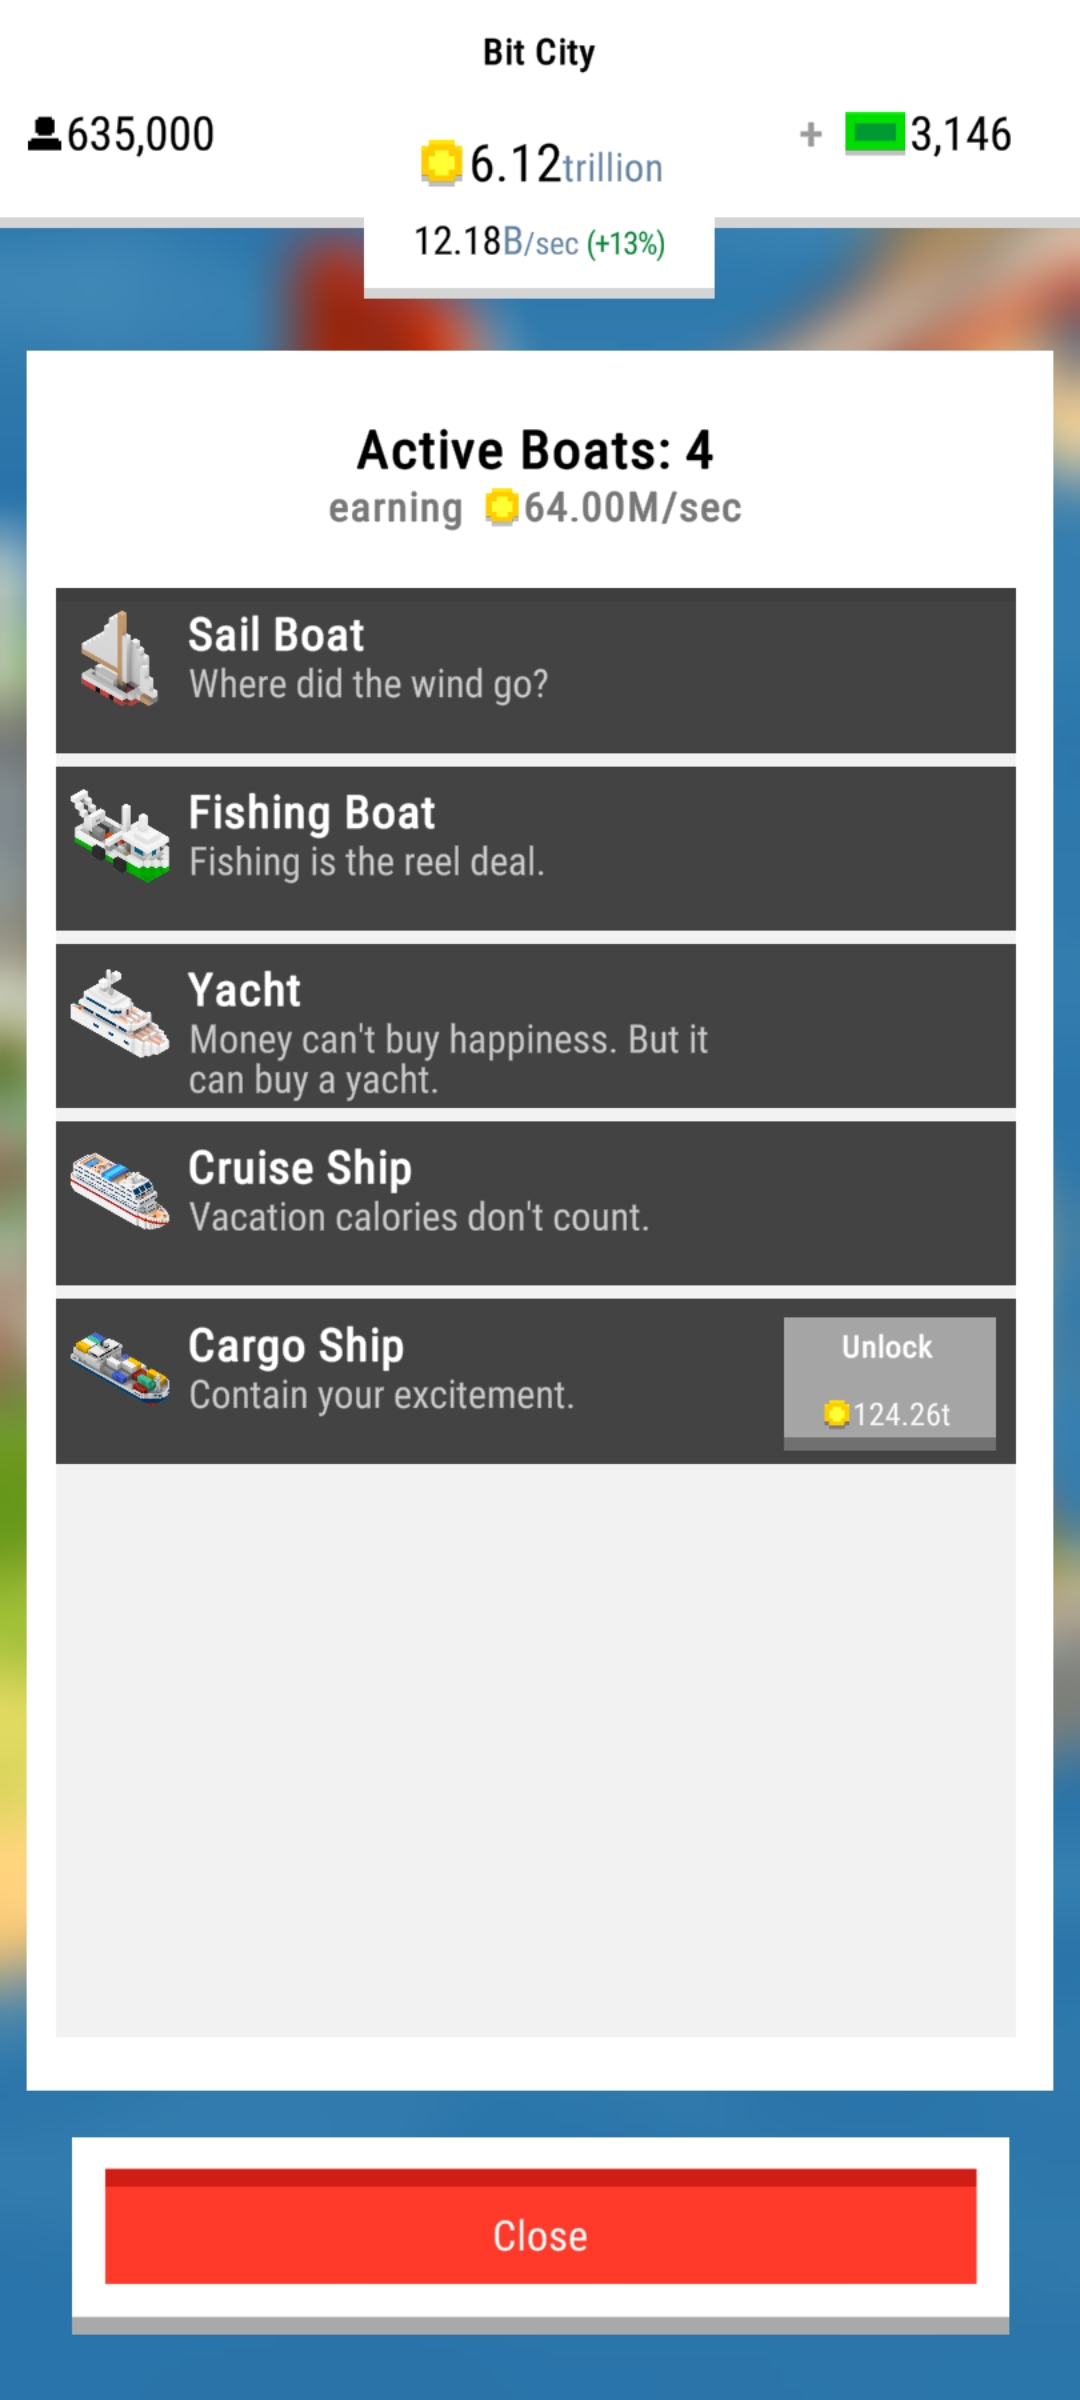 Bit City
635,000
6.12trillion
+ 3,146
12.18B/sec (+13%)
Active Boats: 4
earning 64.00M/sec
Sail Boat
Where did the wind go?
Fishing Boat
Fishing is the reel deal.
Yacht
Money can't buy happiness. But it
can buy a yacht.
Cruise Ship
Vacation calories don't count.
Cargo Ship
Contain your excitement.
Unlock
124.26t
Close